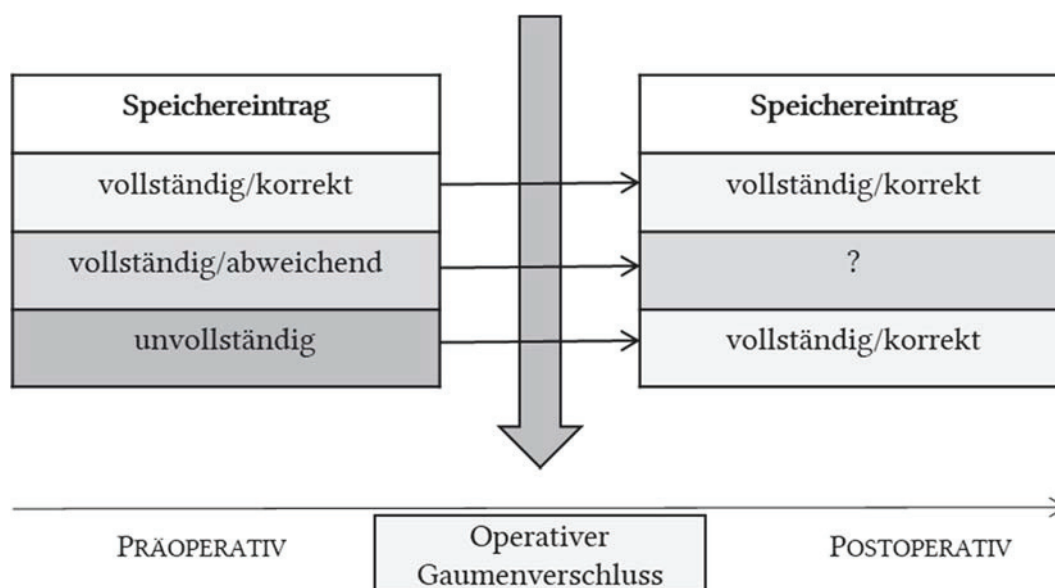 Speichereintrag
vollständig/korrekt
vollständig/abweichend
unvollständig
Speichereintrag
vollständig/korrekt
?
vollständig/korrekt
PRÄOPERATIV
Operativer
Gaumenverschluss
POSTOPERATIV